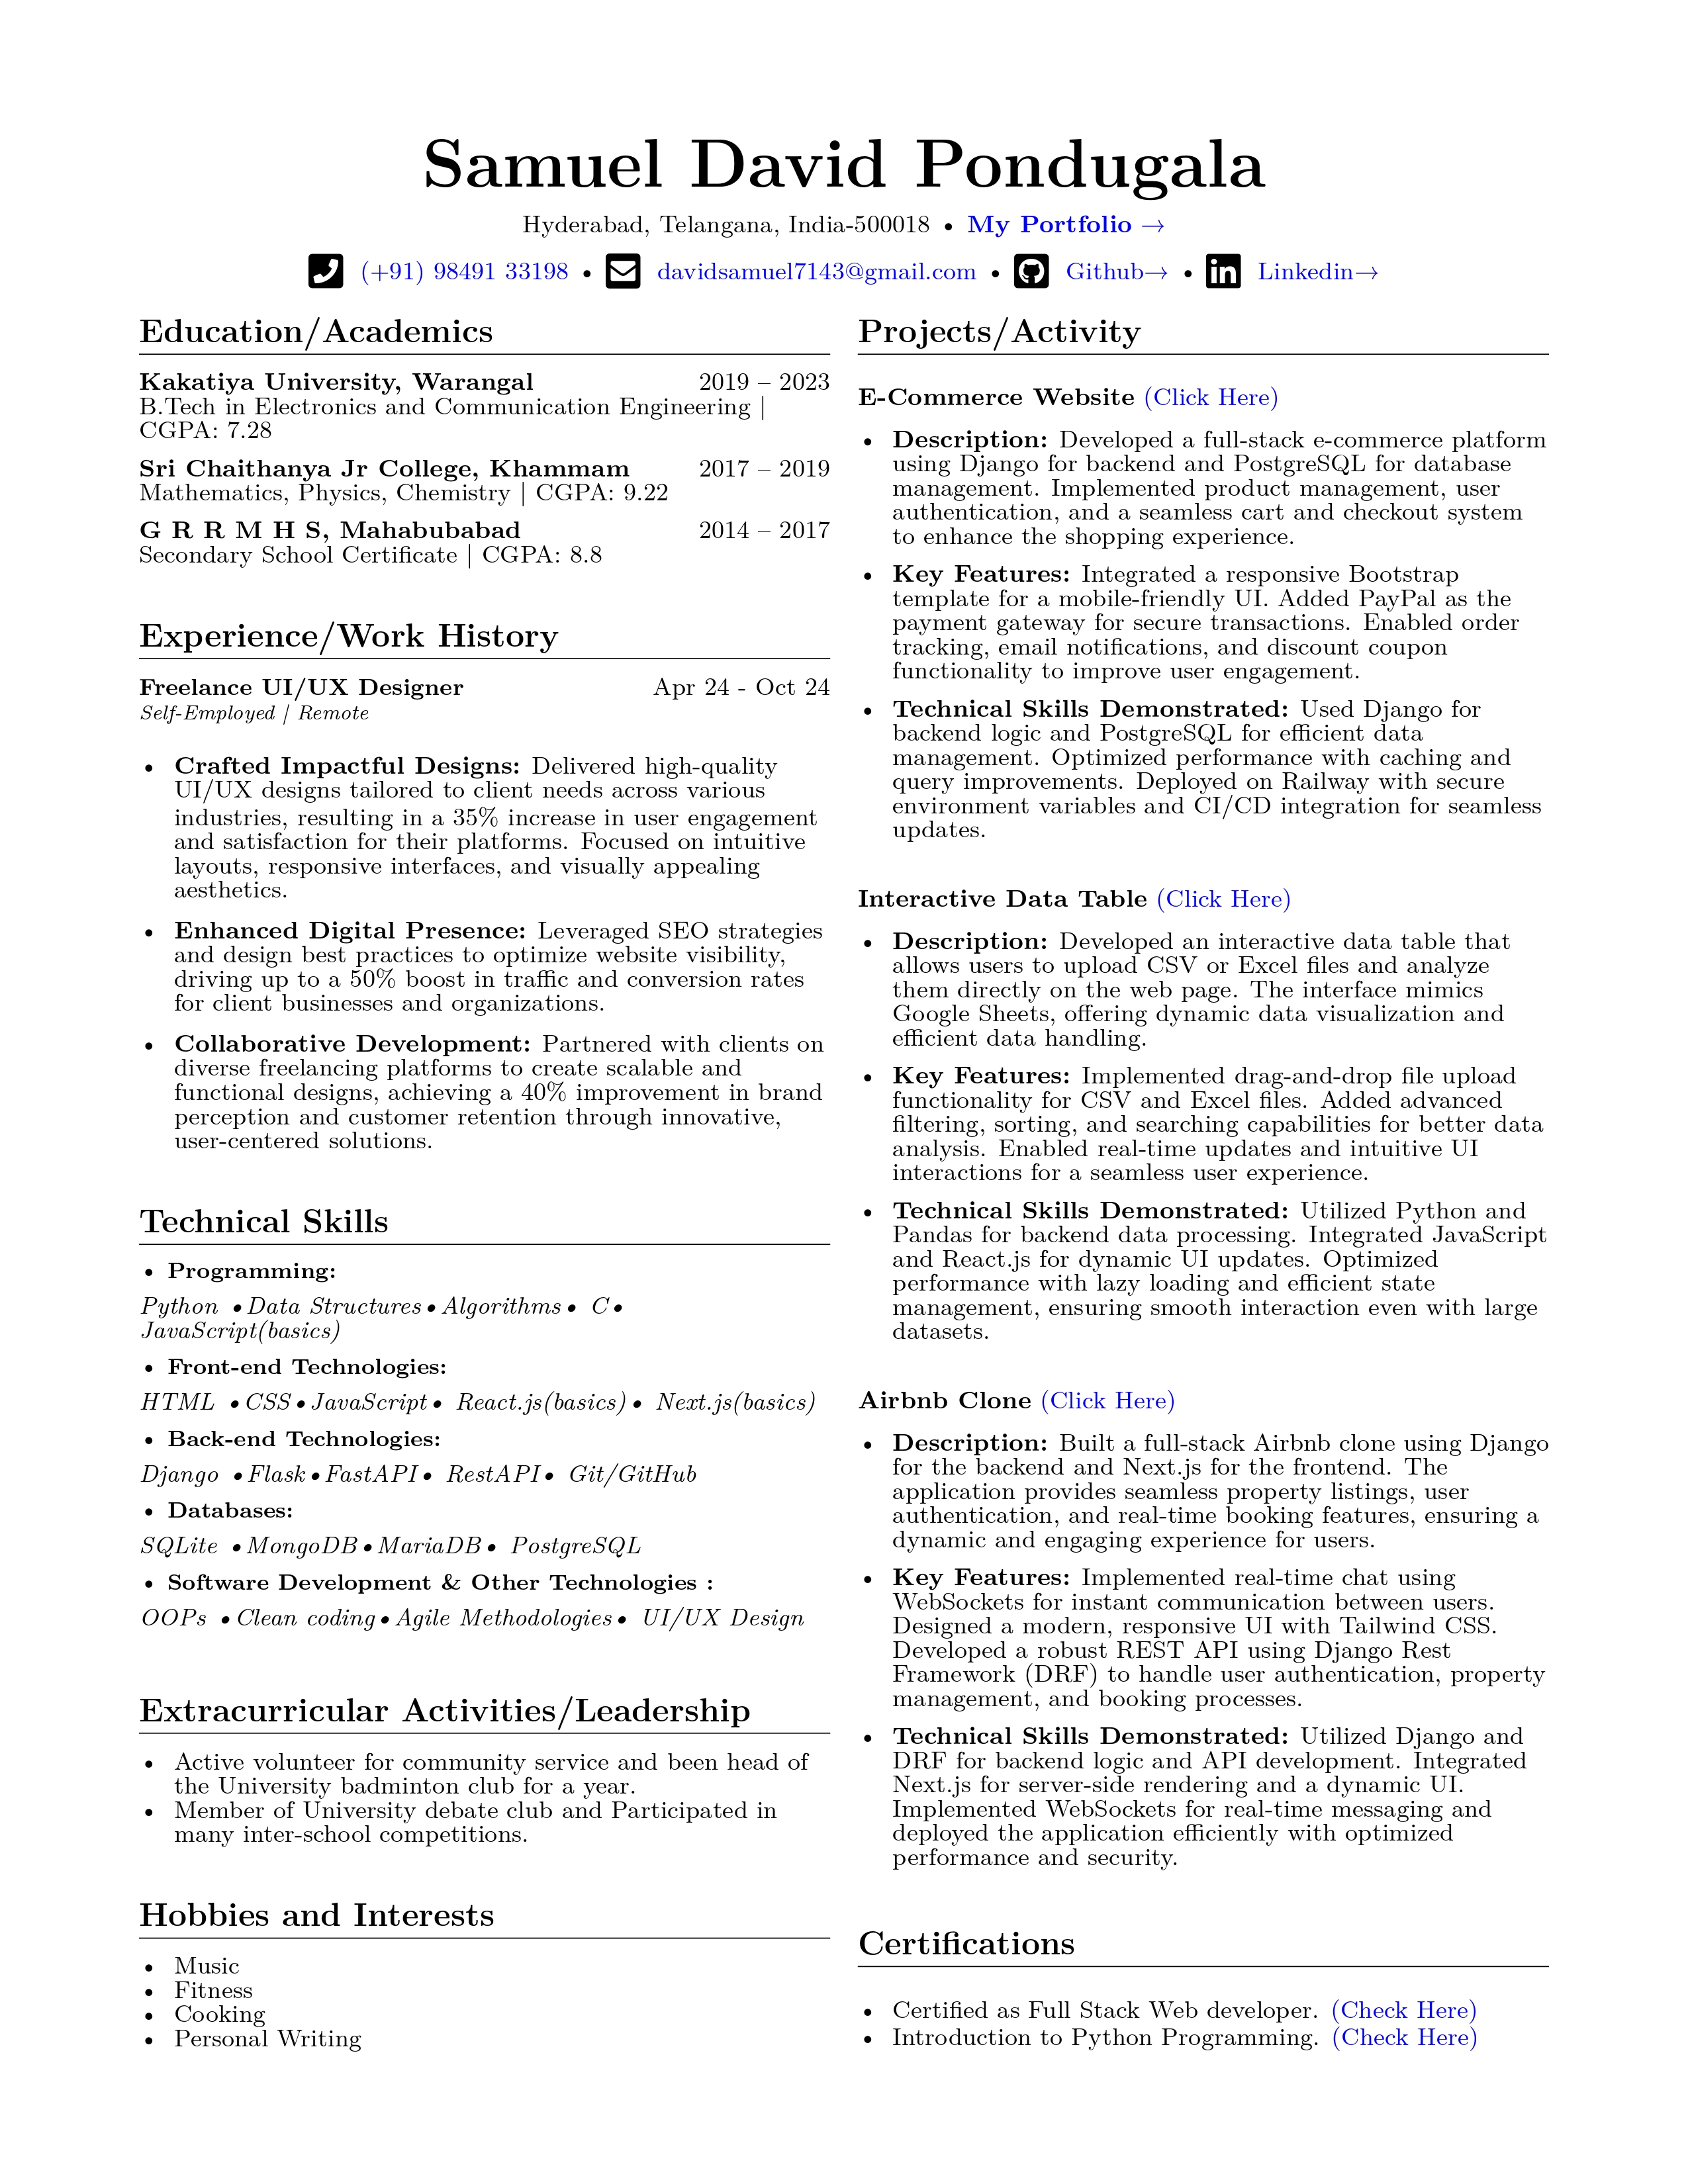 Samuel David Pondugala
Hyderabad, Telangana, India-500018 • My Portfolio →
(+91) 98491 33198 • davidsamuel7143@gmail.com • Github→ • Linkedin→
Education/Academics
Kakatiya University, Warangal 2019 – 2023
B.Tech in Electronics and Communication Engineering |
CGPA: 7.28
Sri Chaithanya Jr College, Khammam 2017 – 2019
Mathematics, Physics, Chemistry | CGPA: 9.22
G R R M H S, Mahabubabad 2014 – 2017
Secondary School Certificate | CGPA: 8.8
Experience/Work History
Freelance UI/UX Designer Apr 24 - Oct 24
Self-Employed | Remote
• Crafted Impactful Designs: Delivered high-quality
UI/UX designs tailored to client needs across various
industries, resulting in a 35% increase in user engagement
and satisfaction for their platforms. Focused on intuitive
layouts, responsive interfaces, and visually appealing
aesthetics.
• Enhanced Digital Presence: Leveraged SEO strategies
and design best practices to optimize website visibility,
driving up to a 50% boost in traffic and conversion rates
for client businesses and organizations.
• Collaborative Development: Partnered with clients on
diverse freelancing platforms to create scalable and
functional designs, achieving a 40% improvement in brand
perception and customer retention through innovative,
user-centered solutions.
Technical Skills
• Programming:
Python •Data Structures•Algorithms• C•
JavaScript(basics)
• Front-end Technologies:
HTML •CSS•JavaScript• React.js(basics)• Next.js(basics)
• Back-end Technologies:
Django •Flask•FastAPI• RestAPI• Git/GitHub
• Databases:
SQLite •MongoDB•MariaDB• PostgreSQL
• Software Development & Other Technologies :
OOPs •Clean coding•Agile Methodologies• UI/UX Design
Extracurricular Activities/Leadership
• Active volunteer for community service and been head of
the University badminton club for a year.
• Member of University debate club and Participated in
many inter-school competitions.
Hobbies and Interests
• Music
• Fitness
• Cooking
• Personal Writing
Projects/Activity
E-Commerce Website (Click Here)
• Description: Developed a full-stack e-commerce platform
using Django for backend and PostgreSQL for database
management. Implemented product management, user
authentication, and a seamless cart and checkout system
to enhance the shopping experience.
• Key Features: Integrated a responsive Bootstrap
template for a mobile-friendly UI. Added PayPal as the
payment gateway for secure transactions. Enabled order
tracking, email notifications, and discount coupon
functionality to improve user engagement.
• Technical Skills Demonstrated: Used Django for
backend logic and PostgreSQL for efficient data
management. Optimized performance with caching and
query improvements. Deployed on Railway with secure
environment variables and CI/CD integration for seamless
updates.
Interactive Data Table (Click Here)
• Description: Developed an interactive data table that
allows users to upload CSV or Excel files and analyze
them directly on the web page. The interface mimics
Google Sheets, offering dynamic data visualization and
efficient data handling.
• Key Features: Implemented drag-and-drop file upload
functionality for CSV and Excel files. Added advanced
filtering, sorting, and searching capabilities for better data
analysis. Enabled real-time updates and intuitive UI
interactions for a seamless user experience.
• Technical Skills Demonstrated: Utilized Python and
Pandas for backend data processing. Integrated JavaScript
and React.js for dynamic UI updates. Optimized
performance with lazy loading and efficient state
management, ensuring smooth interaction even with large
datasets.
Airbnb Clone (Click Here)
• Description: Built a full-stack Airbnb clone using Django
for the backend and Next.js for the frontend. The
application provides seamless property listings, user
authentication, and real-time booking features, ensuring a
dynamic and engaging experience for users.
• Key Features: Implemented real-time chat using
WebSockets for instant communication between users.
Designed a modern, responsive UI with Tailwind CSS.
Developed a robust REST API using Django Rest
Framework (DRF) to handle user authentication, property
management, and booking processes.
• Technical Skills Demonstrated: Utilized Django and
DRF for backend logic and API development. Integrated
Next.js for server-side rendering and a dynamic UI.
Implemented WebSockets for real-time messaging and
deployed the application efficiently with optimized
performance and security.
Certifications
• Certified as Full Stack Web developer. (Check Here)
• Introduction to Python Programming. (Check Here)